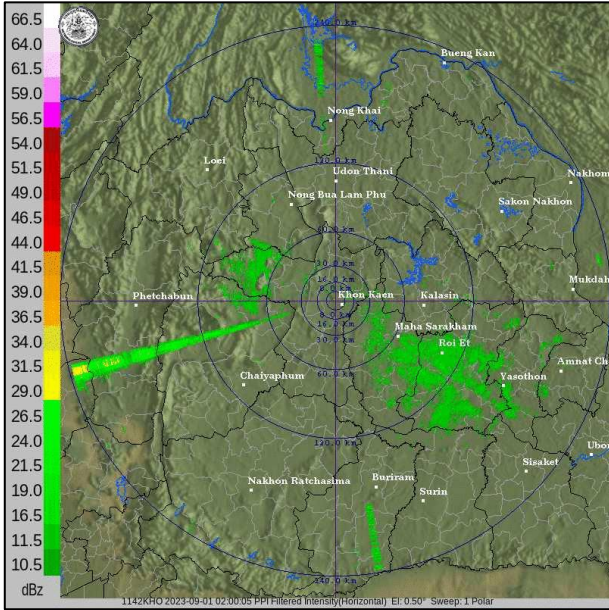 66.5
64.0
61.5
59.0
56.5
54.0
51.5
49.0
46.5
44.0
41.5
39.0
36.5
34.0
31.5
29.0
26.5
24.0
21.5
19.0
16.5
11.5
10.5
dBz
Bueng Kan
Nong Khai
Loei
Udon Thani
Nakhom
Nong Bua Lam Phu
Sakon Nakhon
Mukdah
Phetchabun
Khon Kaen
Kalasin
Maha Sarakham
Roi Et
Amnat Ch
Chaiyaphum
Yasothon
120.0 km
Ubon
Sisaket
Nakhon Ratchasima
Buriram
Surin
1142KHO 2023-09-01 02:00:05 PPI Filtered Intensity(Horizontal) El: 0.50° Sweep: 1 Polar